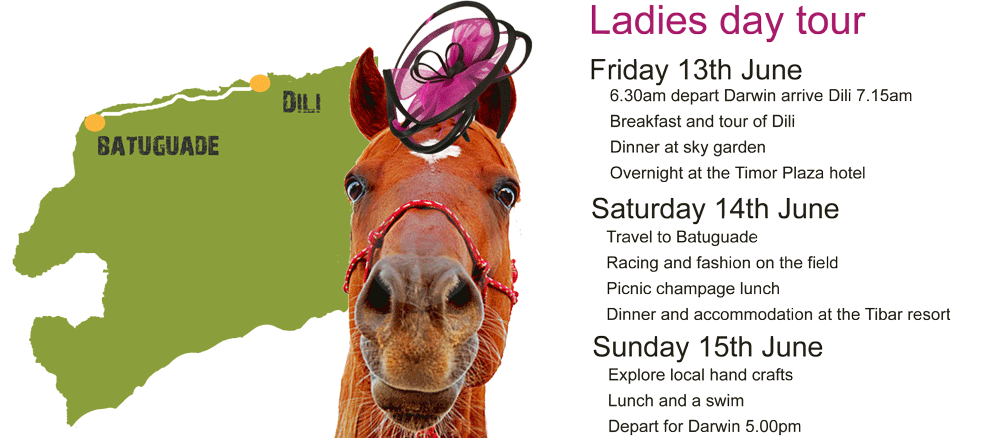 Ladies day tour
Friday 13th June
6.30am depart Darwin arrive Dili 7.15am
Breakfast and tour of Dili
Dinner at sky garden
Overnight at the Timor Plaza hotel
Saturday 14th June
Travel to Batuguade
Racing and fashion on the field
Picnic champage lunch
Dinner and accommodation at the Tibar resort
Sunday 15th June
Explore local hand crafts
Lunch and a swim
Depart for Darwin 5.00pm
DILI
BATUGUADE